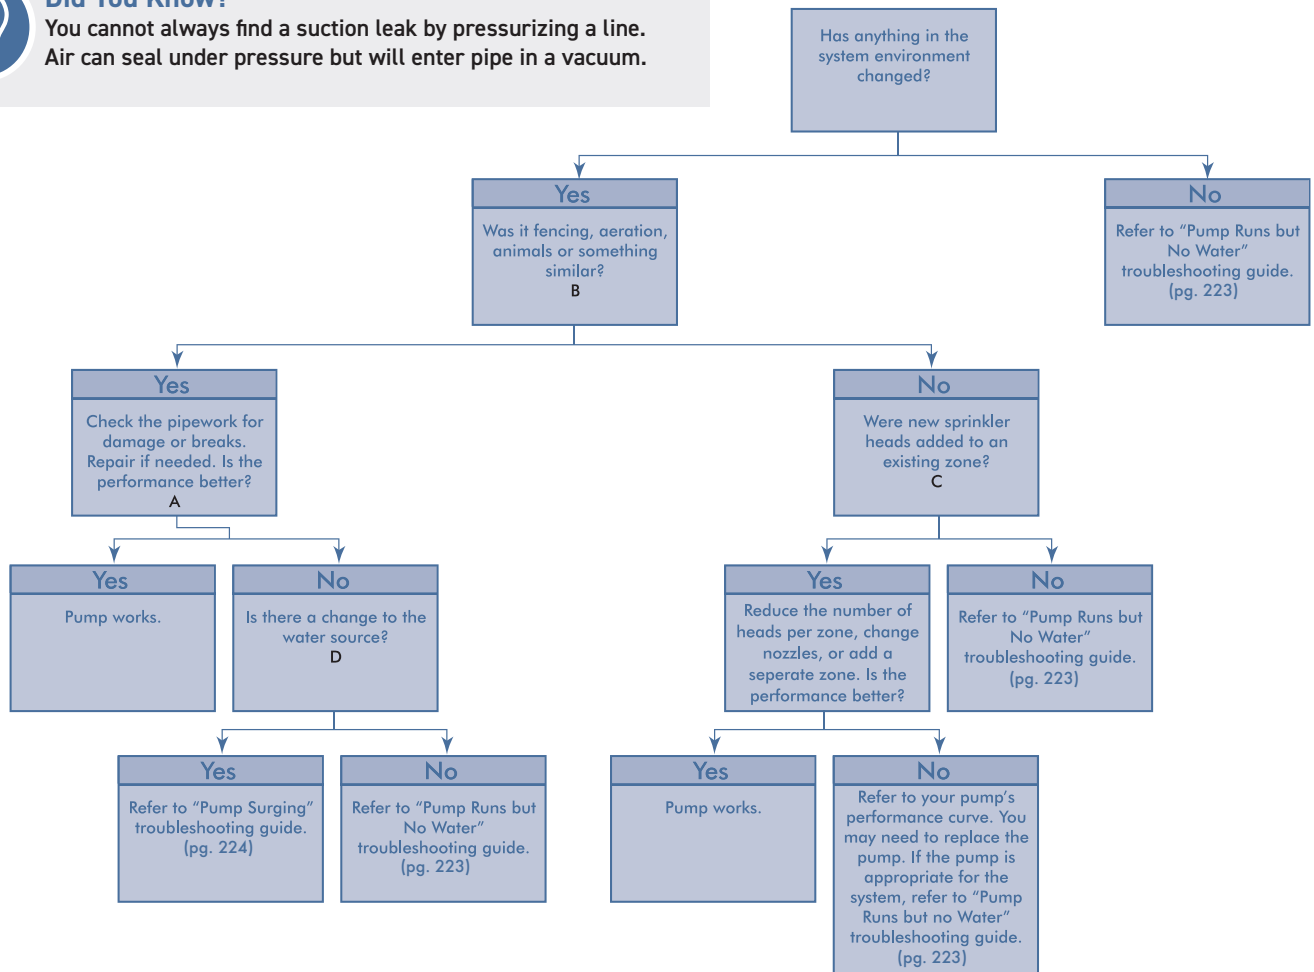 Did You Know?
You cannot always find a suction leak by pressurizing a line.
Air can seal under pressure but will enter pipe in a vacuum.
Has anything in the
system environment
changed?
Yes
Was it fencing, aeration,
animals or something
similar?
B
No
Refer to “Pump Runs but
No Water”
troubleshooting guide.
(pg. 223)
Yes
Check the pipework for
damage or breaks.
Repair if needed. Is the
performance better?
A
No
Were new sprinkler
heads added to an
existing zone?
C
Yes
Pump works.
No
Is there a change to the
water source?
D
Yes
Reduce the number of
heads per zone, change
nozzles, or add a
seperate zone. Is the
performance better?
No
Refer to “Pump Runs but
No Water”
troubleshooting guide.
(pg. 223)
Yes
Refer to “Pump Surging”
troubleshooting guide.
(pg. 224)
No
Refer to “Pump Runs but
No Water”
troubleshooting guide.
(pg. 223)
Yes
Pump works.
No
Refer to your pump’s
performance curve. You
may need to replace the
pump. If the pump is
appropriate for the
system, refer to “Pump
Runs but no Water”
troubleshooting guide.
(pg. 223)